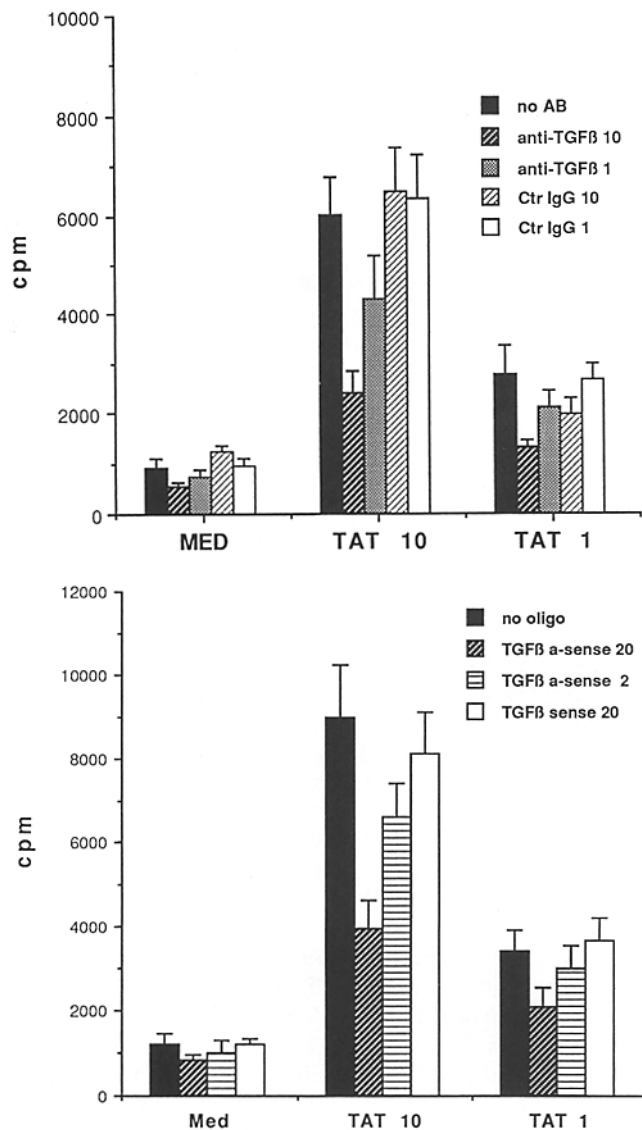 10000
8000
6000
4000
2000
0
cpm
no AB
anti-TGFß 10
anti-TGFß 1
Ctr IgG 10
Ctr IgG 1
MED TAT 10 TAT 1
12000
10000
8000
6000
4000
2000
0
cpm
no oligo
TGFß a-sense 20
TGFß a-sense 2
TGFß sense 20
Med TAT 10 TAT 1